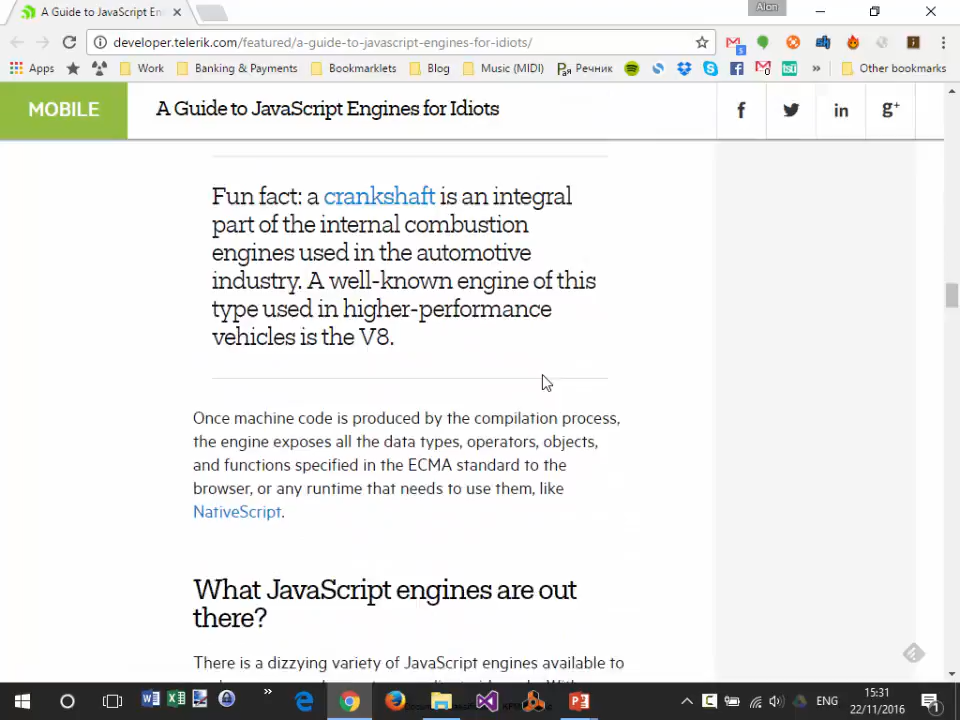 A Guide to JavaScript En
Alon
developer.telerik.com/featured/a-guide-to-javascript-engines-for-idiots/
Apps
Work
Banking & Payments
Bookmarklets
Blog
Music (MIDI)
Речник
»
Other bookmarks
MOBILE
A Guide to JavaScript Engines for Idiots
Fun fact: a crankshaft is an integral
part of the internal combustion
engines used in the automotive
industry. A well-known engine of this
type used in higher-performance
vehicles is the V8.
Once machine code is produced by the compilation process,
the engine exposes all the data types, operators, objects,
and functions specified in the ECMA standard to the
browser, or any runtime that needs to use them, like
NativeScript.
What JavaScript engines are out
there?
There is a dizzying variety of JavaScript engines available to
ENG
15:31
22/11/2016